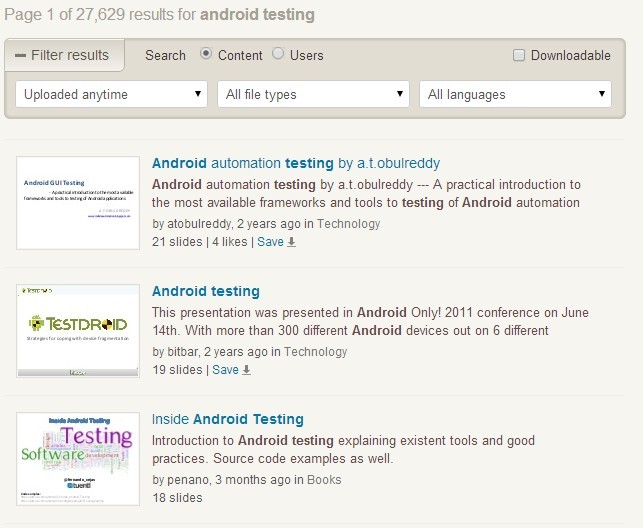 Page 1 of 27,629 results for android testing
Filter results
Search
Content
Users
Downloadable
Uploaded anytime
All file types
All languages
Android GUI Testing
- A practical introduction to the most available
frameworks and tools to testing of Android applications
Android automation testing by a.t.obulreddy
Android automation testing by a.t.obulreddy --- A practical introduction to
the most available frameworks and tools to testing of Android automation
by atobulreddy, 2 years ago in Technology
21 slides | 4 likes | Save
TESTDROID
TESTDROID
Strategies for coping with device fragmentation
Android testing
This presentation was presented in Android Only! 2011 conference on June
14th. With more than 300 different Android devices out on 6 different
by bitbar, 2 years ago in Technology
19 slides | Save
Inside Android Testing
Testing
Software
development
tuenti
Inside Android Testing
Introduction to Android testing explaining existent tools and good
practices. Source code examples as well.
by penano, 3 months ago in Books
18 slides